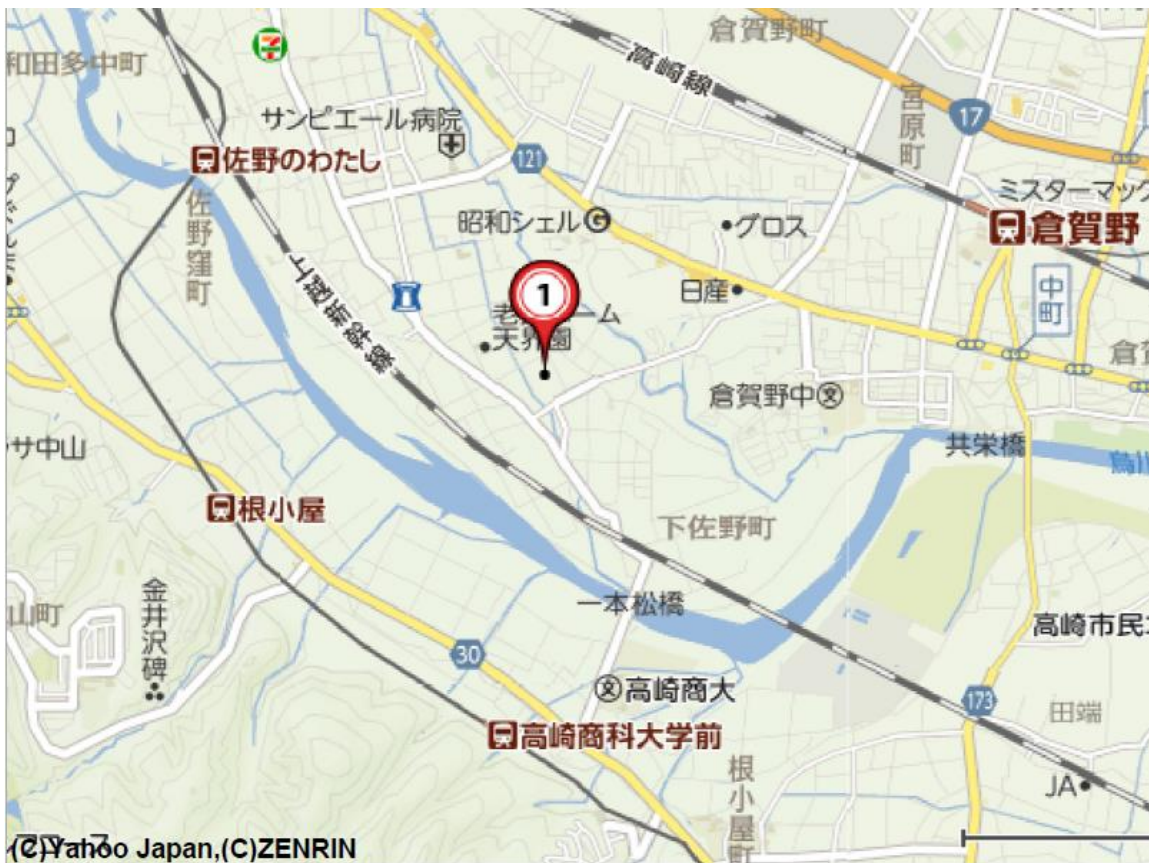 倉賀野町
和田多中町
高崎線
宮原町
17
サンピエール病院
121
佐野のわたし
ミスターマック
佐野窪町
昭和シェル
グロス
倉賀野
上越新幹線
1
日産
中町
天界園
倉賀野中
文
サ中山
共栄橋
烏川
根小屋
下佐野町
山町
金井沢碑
一本松橋
高崎市民
30
文
高崎商大
173
田端
高崎商科大学前
根小屋町
JA
(C)Yahoo Japan,(C)ZENRIN